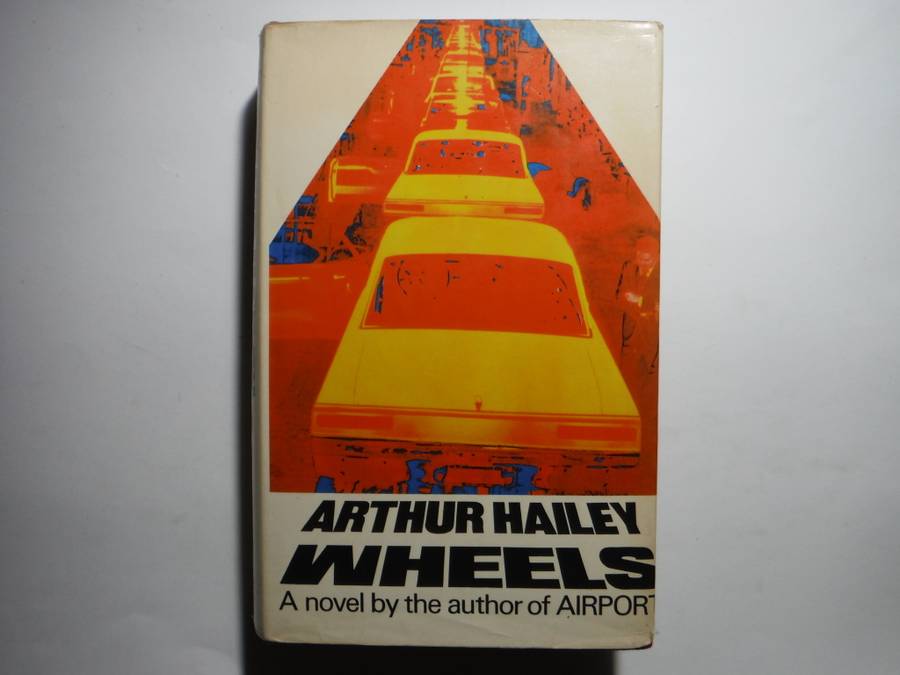 ARTHUR HAILEY
WHEELS
A novel by the author of AIRPORT